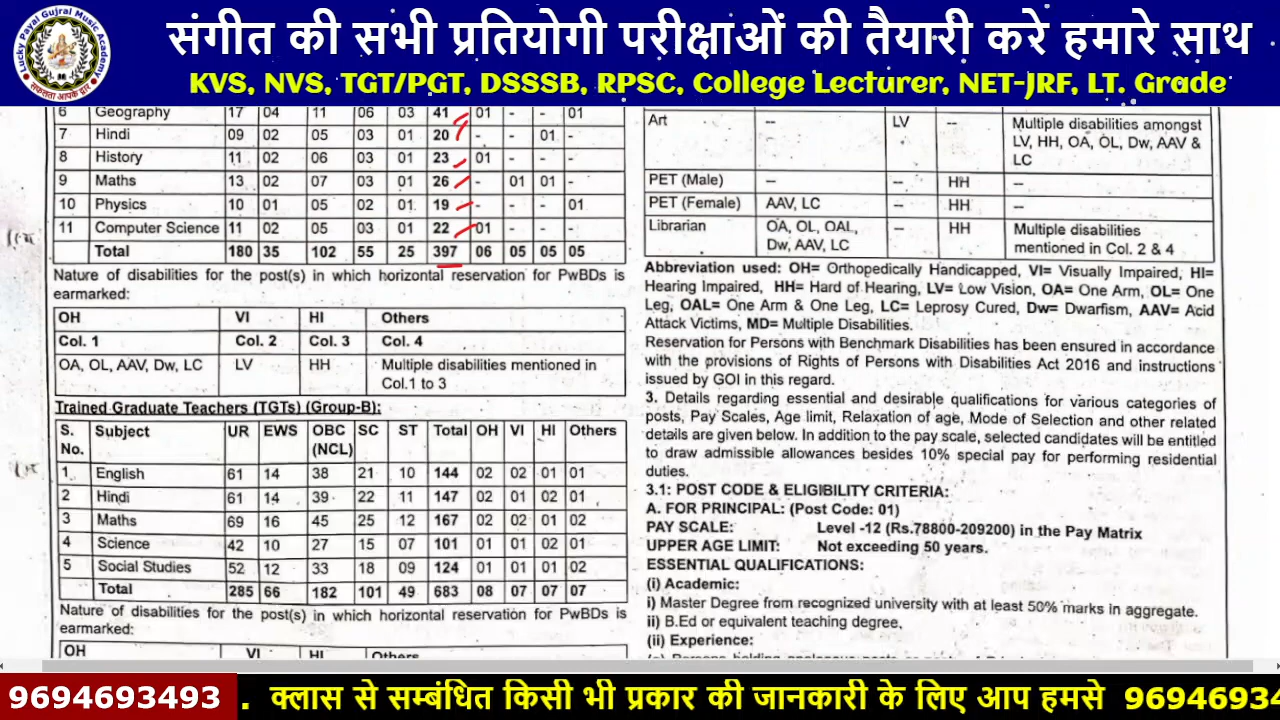 Lucky Payal Gujral Music Academy
सफलता आपके द्वार
संगीत की सभी प्रतियोगी परीक्षाओं की तैयारी करे हमारे साथ
KVS, NVS, TGT/PGT, DSSSB, RPSC, College Lecturer, NET-JRF, LT. Grade
6 Geography 17 04 11 06 03 41 01 - - 01
7 Hindi 09 02 05 03 01 20 - - 01 -
8 History 11 02 06 03 01 23 01 - - -
9 Maths 13 02 07 03 01 26 - 01 01 -
10 Physics 10 01 05 02 01 19 - - - 01
11 Computer Science 11 02 05 03 01 22 01 - - -
Total 180 35 102 55 25 397 06 05 05 05
Nature of disabilities for the post(s) in which horizontal reservation for PwBDs is
earmarked:
OH VI HI Others
Col. 1 Col. 2 Col. 3 Col. 4
OA, OL, AAV, Dw, LC LV HH Multiple disabilities mentioned in
Col.1 to 3
Trained Graduate Teachers (TGTs) (Group-B):
S. No. Subject UR EWS OBC (NCL) SC ST Total OH VI HI Others
1 English 61 14 38 21 10 144 02 02 01 01
2 Hindi 61 14 39 22 11 147 02 01 02 01
3 Maths 69 16 45 25 12 167 02 02 01 02
4 Science 42 10 27 15 07 101 01 01 02 01
5 Social Studies 52 12 33 18 09 124 01 01 01 02
Total 285 66 182 101 49 683 08 07 07 07
Nature of disabilities for the post(s) in which horizontal reservation for PwBDs is
earmarked:
OH VI HI Others
Art -- LV -- Multiple disabilities amongst
LV, HH, OA, OL, Dw, AAV &
LC
PET (Male) -- -- HH --
PET (Female) AAV, LC -- HH --
Librarian OA, OL, OAL, -- HH Multiple disabilities
Dw, AAV, LC mentioned in Col. 2 & 4
Abbreviation used: OH= Orthopedically Handicapped, VI= Visually Impaired, HI=
Hearing Impaired, HH= Hard of Hearing, LV= Low Vision, OA= One Arm, OL= One
Leg, OAL= One Arm & One Leg, LC= Leprosy Cured, Dw= Dwarfism, AAV= Acid
Attack Victims, MD= Multiple Disabilities.
Reservation for Persons with Benchmark Disabilities has been ensured in accordance
with the provisions of Rights of Persons with Disabilities Act 2016 and instructions
issued by GOI in this regard.
3. Details regarding essential and desirable qualifications for various categories of
posts, Pay Scales, Age limit, Relaxation of age, Mode of Selection and other related
details are given below. In addition to the pay scale, selected candidates will be entitled
to draw admissible allowances besides 10% special pay for performing residential
duties.
3.1: POST CODE & ELIGIBILITY CRITERIA:
A. FOR PRINCIPAL: (Post Code: 01)
PAY SCALE: Level -12 (Rs.78800-209200) in the Pay Matrix
UPPER AGE LIMIT: Not exceeding 50 years.
ESSENTIAL QUALIFICATIONS:
(i) Academic:
i) Master Degree from recognized university with at least 50% marks in aggregate.
ii) B.Ed or equivalent teaching degree.
(ii) Experience:
9694693493 . क्लास से सम्बंधित किसी भी प्रकार की जानकारी के लिए आप हमसे 9694694